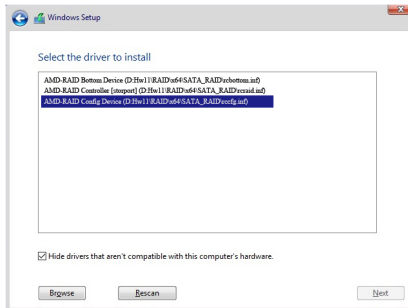 Windows Setup
Select the driver to install
AMD-RAID Bottom Device (D:Hw11\RAID\x64\SATA_RAID\rcbottom.inf)
AMD-RAID Controller [storport] (D:Hw11\RAID\x64\SATA_RAID\rcraid.inf)
AMD-RAID Config Device (D:Hw11\RAID\x64\SATA_RAID\rccfg.inf)
Hide drivers that aren't compatible with this computer's hardware.
Browse Rescan Next